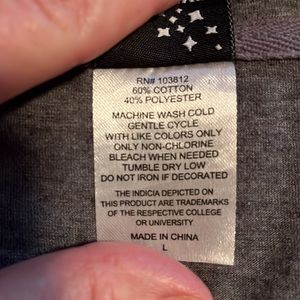 RN# 103812
60% COTTON
40% POLYESTER
MACHINE WASH COLD
GENTLE CYCLE
WITH LIKE COLORS ONLY
ONLY NON-CHLORINE
BLEACH WHEN NEEDED
TUMBLE DRY LOW
DO NOT IRON IF DECORATED
THE INDICIA DEPICTED ON
THIS PRODUCT ARE TRADEMARKS
OF THE RESPECTIVE COLLEGE
OR UNIVERSITY
MADE IN CHINA
L